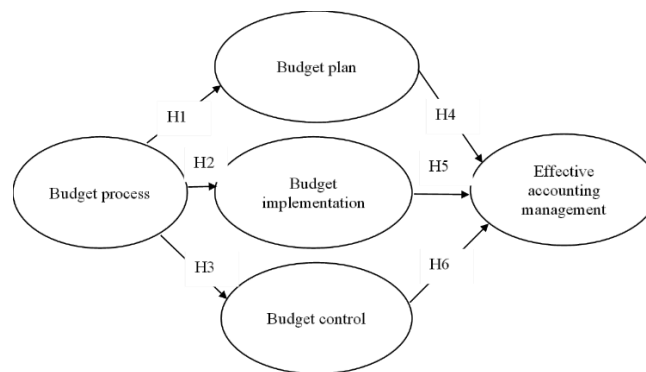 Budget plan
H1
H4
H2
H5
Budget process
Budget
implementation
Effective
accounting
management
H3
H6
Budget control